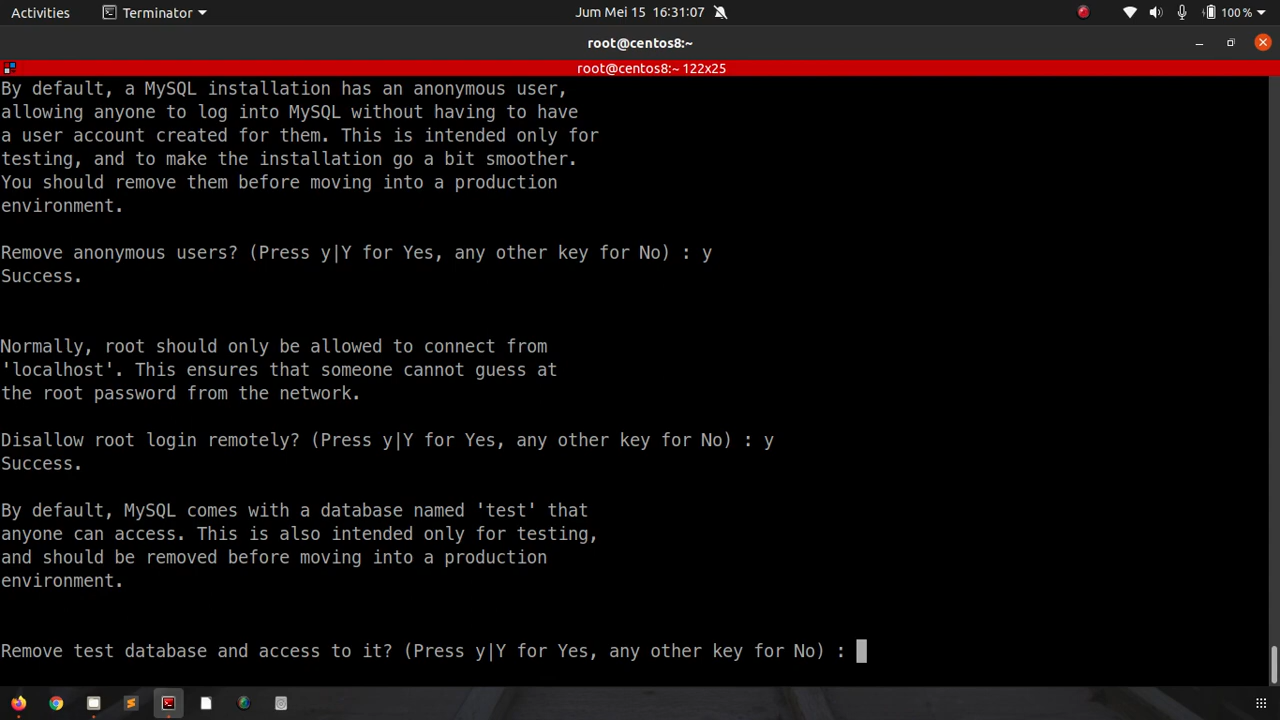 Activities Terminator Jum Mei 15 16:31:07 100 %
root@centos8:~
root@centos8:~ 122x25
By default, a MySQL installation has an anonymous user,
allowing anyone to log into MySQL without having to have
a user account created for them. This is intended only for
testing, and to make the installation go a bit smoother.
You should remove them before moving into a production
environment.
Remove anonymous users? (Press y|Y for Yes, any other key for No) : y
Success.
Normally, root should only be allowed to connect from
'localhost'. This ensures that someone cannot guess at
the root password from the network.
Disallow root login remotely? (Press y|Y for Yes, any other key for No) : y
Success.
By default, MySQL comes with a database named 'test' that
anyone can access. This is also intended only for testing,
and should be removed before moving into a production
environment.
Remove test database and access to it? (Press y|Y for Yes, any other key for No) :